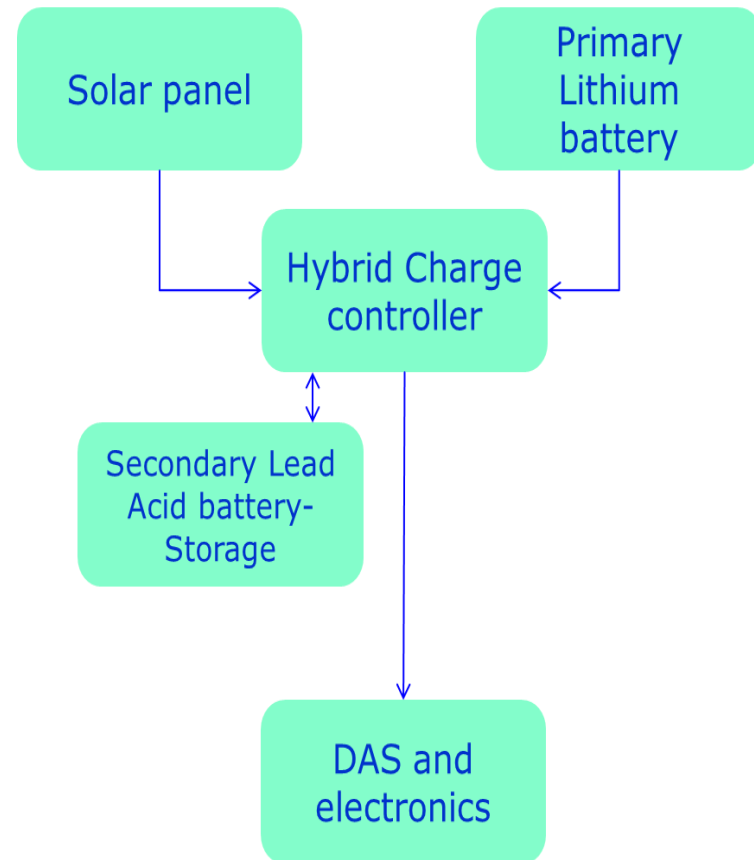 Solar panel
Primary
Lithium
battery
Hybrid Charge
controller
Secondary Lead
Acid battery-
Storage
DAS and
electronics